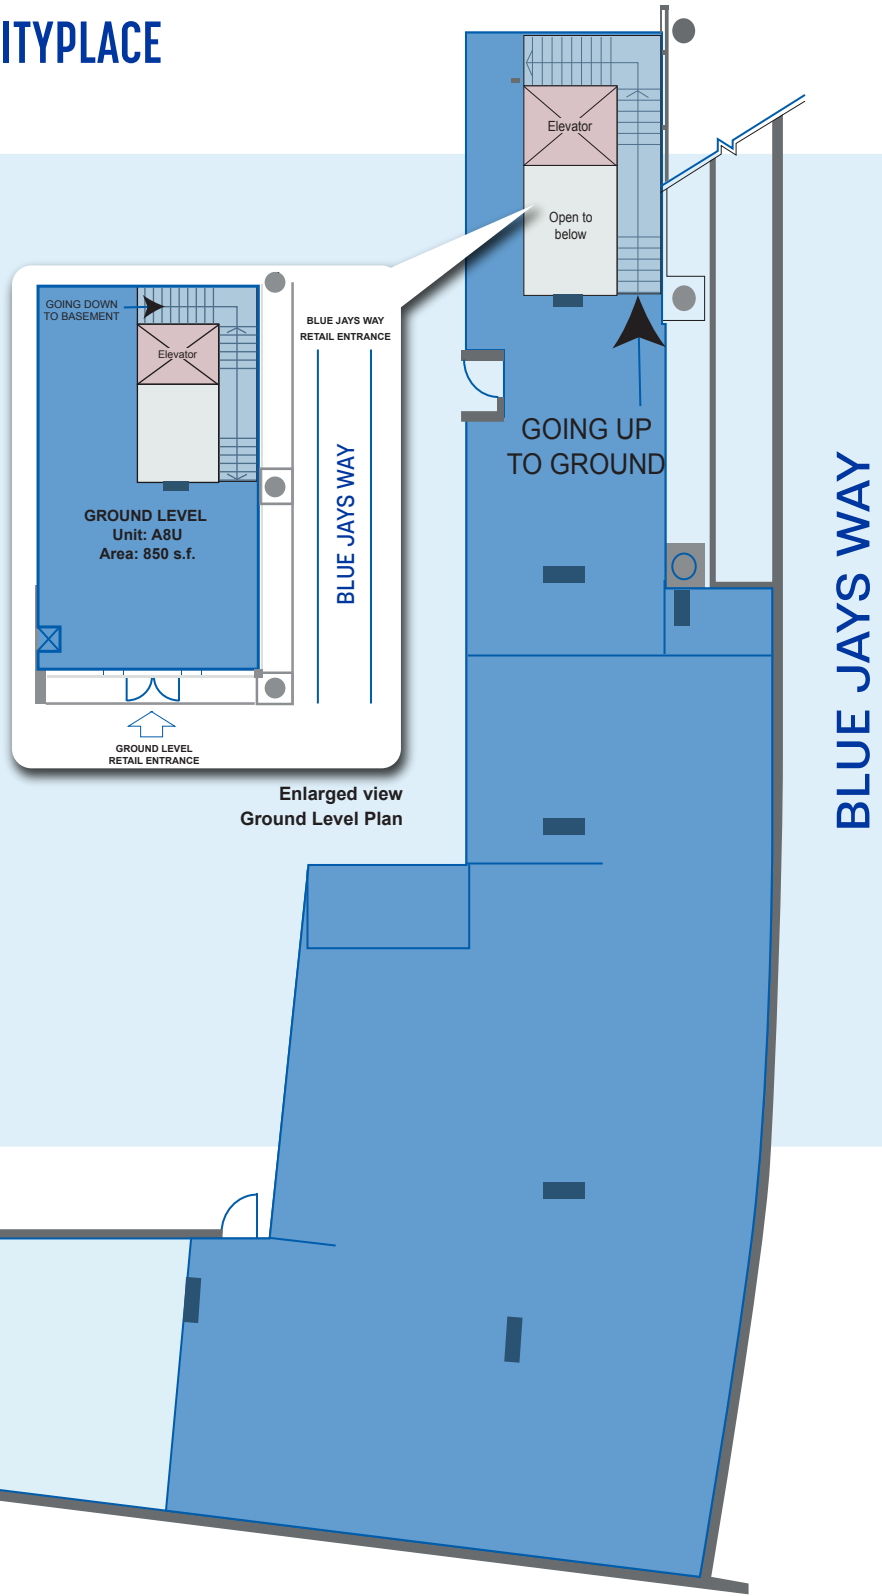 ITYPLACE
Elevator
Open to
below
GOING UP
TO GROUND
BLUE JAYS WAY
GOING DOWN
TO BASEMENT
Elevator
BLUE JAYS WAY
RETAIL ENTRANCE
BLUE JAYS WAY
GROUND LEVEL
Unit: A8U
Area: 850 s.f.
GROUND LEVEL
RETAIL ENTRANCE
Enlarged view
Ground Level Plan